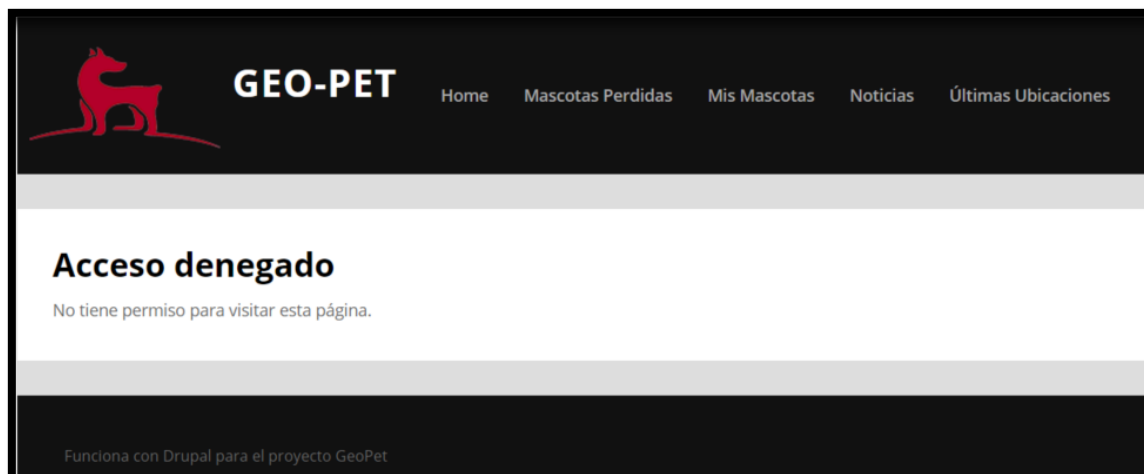 GEO-PET
Home Mascotas Perdidas Mis Mascotas Noticias Últimas Ubicaciones
Acceso denegado
No tiene permiso para visitar esta página.
Funciona con Drupal para el proyecto GeoPet